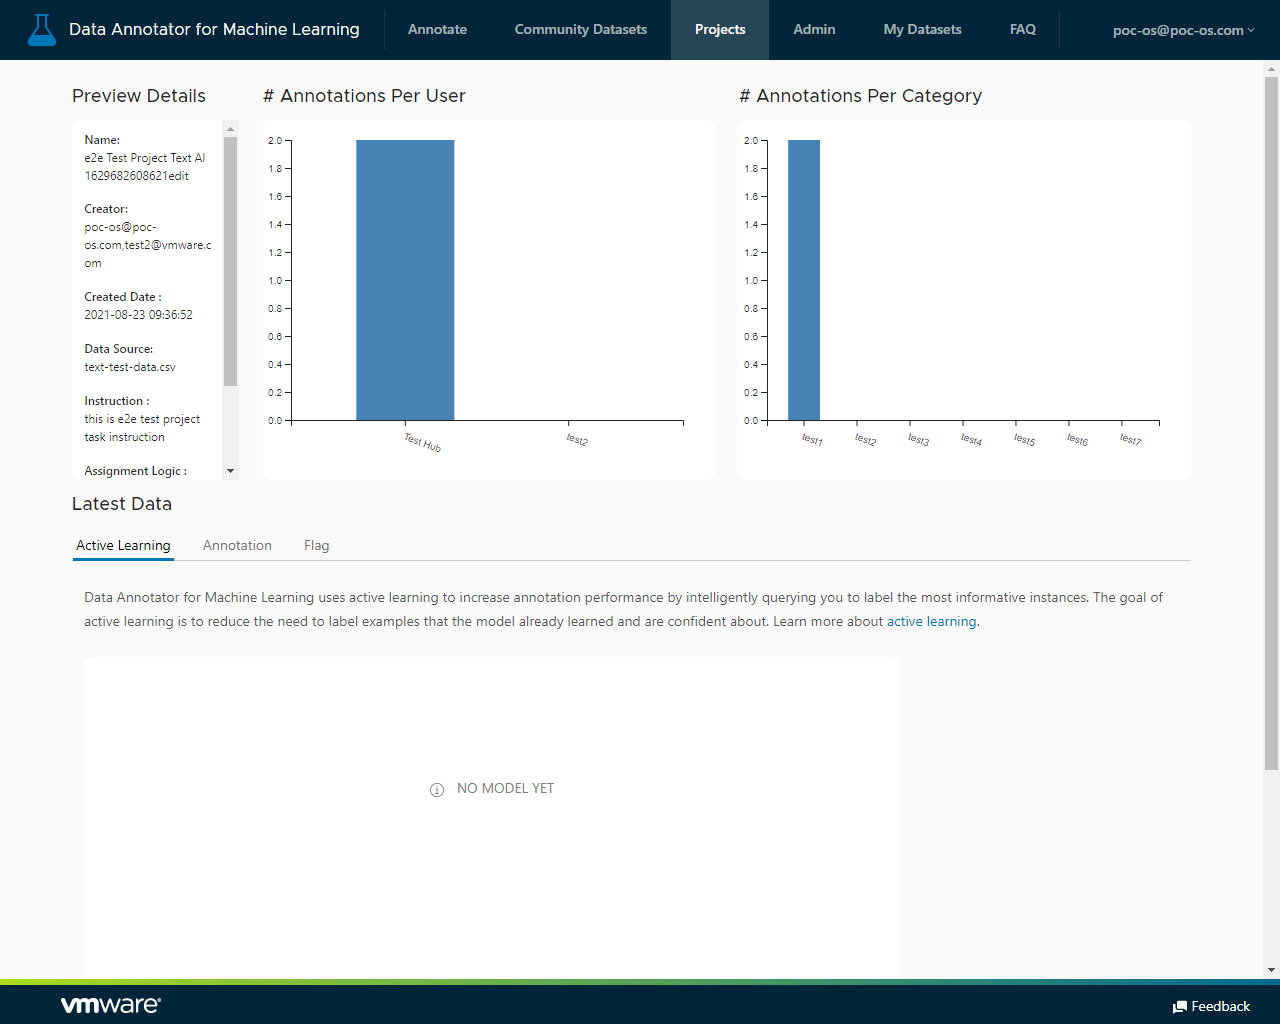 Data Annotator for Machine Learning
Annotate
Community Datasets
Projects
Admin
My Datasets
FAQ
poc-os@poc-os.com
Preview Details
Name:
e2e Test Project Text Al
1629682608621edit
Creator:
poc-os@poc-
os.com,test2@vmware.c
om
Created Date :
2021-08-23 09:36:52
Data Source:
text-test-data.csv
Instruction :
this is e2e test project
task instruction
Assignment Logic :
# Annotations Per User
2.0
1.8
1.6
1.4
1.2
1.0
0.8
0.6
0.4
0.2
0.0
Test Hub
test2
# Annotations Per Category
2.0
1.8
1.6
1.4
1.2
1.0
0.8
0.6
0.4
0.2
0.0
test1
test2
test3
test4
test5
test6
test7
Latest Data
Active Learning
Annotation
Flag
Data Annotator for Machine Learning uses active learning to increase annotation performance by intelligently querying you to label the most informative instances. The goal of
active learning is to reduce the need to label examples that the model already learned and are confident about. Learn more about active learning.
NO MODEL YET
vmware
Feedback